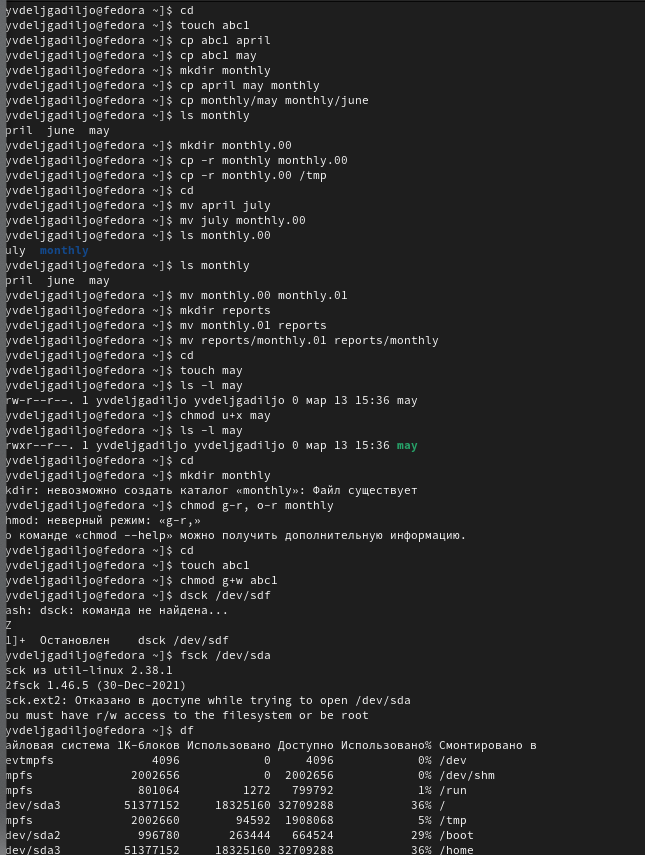 yvdeljgadiljo@fedora ~]$ cd
yvdeljgadiljo@fedora ~]$ touch abc1
yvdeljgadiljo@fedora ~]$ cp abc1 april
yvdeljgadiljo@fedora ~]$ cp abc1 may
yvdeljgadiljo@fedora ~]$ mkdir monthly
yvdeljgadiljo@fedora ~]$ cp april may monthly
yvdeljgadiljo@fedora ~]$ cp monthly/may monthly/june
yvdeljgadiljo@fedora ~]$ ls monthly
pril  june  may
yvdeljgadiljo@fedora ~]$ mkdir monthly.00
yvdeljgadiljo@fedora ~]$ cp -r monthly monthly.00
yvdeljgadiljo@fedora ~]$ cp -r monthly.00 /tmp
yvdeljgadiljo@fedora ~]$ cd
yvdeljgadiljo@fedora ~]$ mv april july
yvdeljgadiljo@fedora ~]$ mv july monthly.00
yvdeljgadiljo@fedora ~]$ ls monthly.00
uly  monthly
yvdeljgadiljo@fedora ~]$ ls monthly
pril  june  may
yvdeljgadiljo@fedora ~]$ mv monthly.00 monthly.01
yvdeljgadiljo@fedora ~]$ mkdir reports
yvdeljgadiljo@fedora ~]$ mv monthly.01 reports
yvdeljgadiljo@fedora ~]$ mv reports/monthly.01 reports/monthly
yvdeljgadiljo@fedora ~]$ cd
yvdeljgadiljo@fedora ~]$ touch may
yvdeljgadiljo@fedora ~]$ ls -l may
rw-r--r--. 1 yvdeljgadiljo yvdeljgadiljo 0 мар 13 15:36 may
yvdeljgadiljo@fedora ~]$ chmod u+x may
yvdeljgadiljo@fedora ~]$ ls -l may
rwxr--r--. 1 yvdeljgadiljo yvdeljgadiljo 0 мар 13 15:36 may
yvdeljgadiljo@fedora ~]$ cd
yvdeljgadiljo@fedora ~]$ mkdir monthly
kdir: невозможно создать каталог «monthly»: Файл существует
yvdeljgadiljo@fedora ~]$ chmod g-r, o-r monthly
hmod: неверный режим: «g-r,»
о команде «chmod --help» можно получить дополнительную информацию.
yvdeljgadiljo@fedora ~]$ cd
yvdeljgadiljo@fedora ~]$ touch abc1
yvdeljgadiljo@fedora ~]$ chmod g+w abc1
yvdeljgadiljo@fedora ~]$ dsck /dev/sdf
ash: dsck: команда не найдена...
Z
1]+  Остановлен    dsck /dev/sdf
yvdeljgadiljo@fedora ~]$ fsck /dev/sda
sck из util-linux 2.38.1
2fsck 1.46.5 (30-Dec-2021)
sck.ext2: Отказано в доступе while trying to open /dev/sda
ou must have r/w access to the filesystem or be root
yvdeljgadiljo@fedora ~]$ df
айловая система 1K-блоков Использовано Доступно Использовано% Смонтировано в
evtmpfs 4096 0 4096 0% /dev
mpfs 2002656 0 2002656 0% /dev/shm
mpfs 801064 1272 799792 1% /run
dev/sda3 51377152 18325160 32709288 36% /
mpfs 2002660 94592 1908068 5% /tmp
dev/sda2 996780 263444 664524 29% /boot
dev/sda3 51377152 18325160 32709288 36% /home